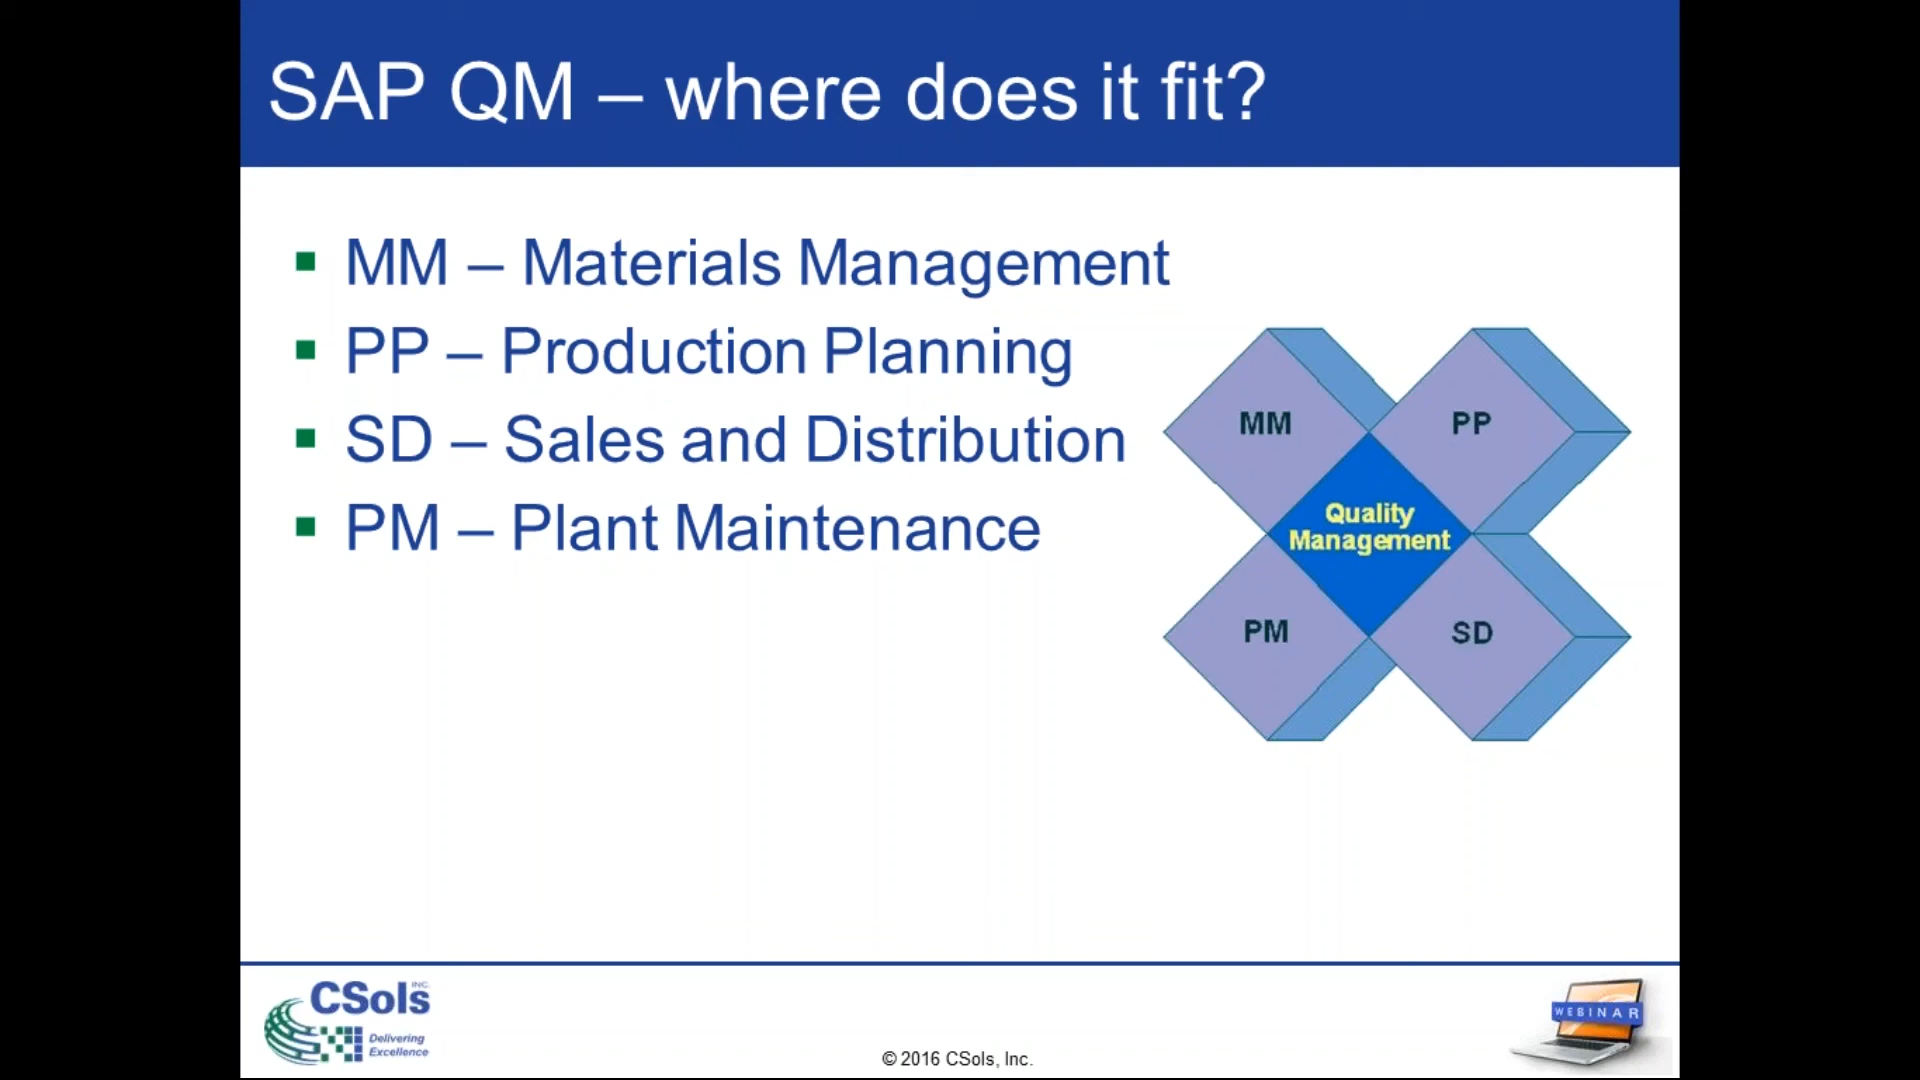 SAP QM – where does it fit?
MM – Materials Management
PP – Production Planning
SD – Sales and Distribution
PM – Plant Maintenance
MM
PP
Quality
Management
PM
SD
CSols INC.
Delivering
Excellence
© 2016 CSols, Inc.
WEBINAR